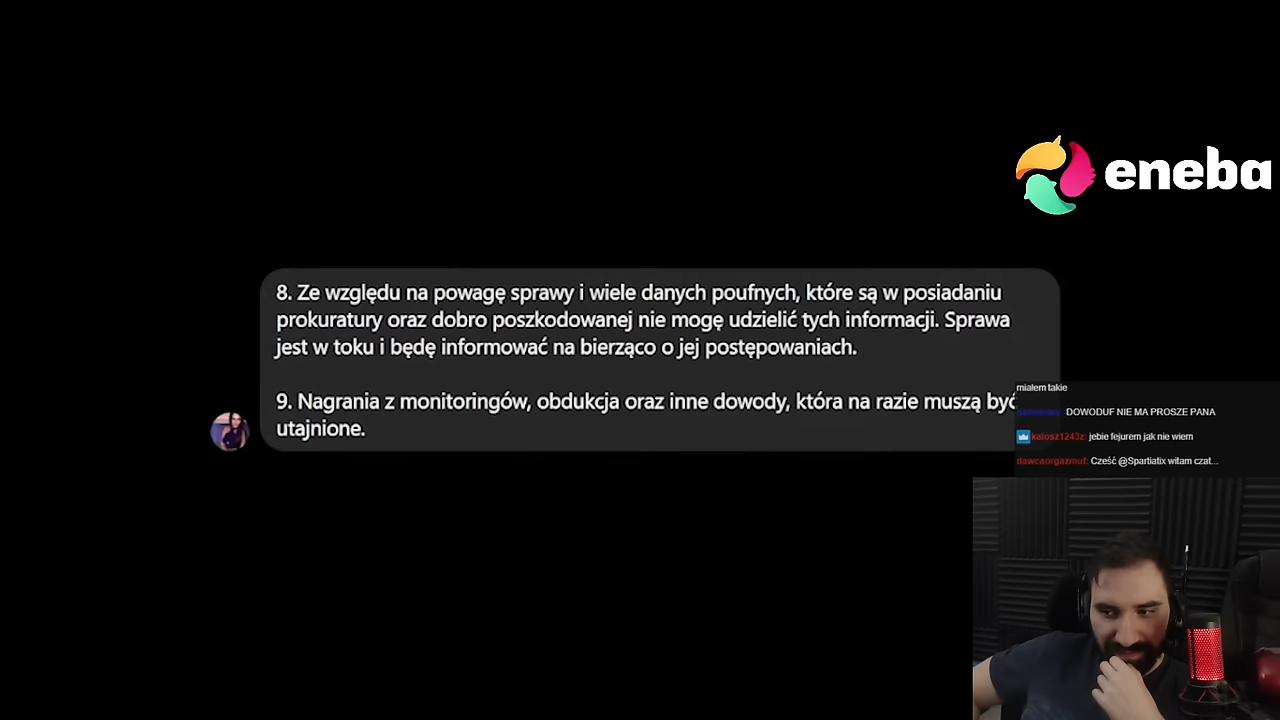 eneba
8. Ze względu na powagę sprawy i wiele danych poufnych, które są w posiadaniu
prokuratury oraz dobro poszkodowanej nie mogę udzielić tych informacji. Sprawa
jest w toku i będę informować na bierząco o jej postępowaniach.
9. Nagrania z monitoringów, obdukcja oraz inne dowody, która na razie muszą być
utajnione.
miałem takie
DOWODUF NIE MA PROSZE PANA
kalosz1243z: jebie fejurem jak nie wiem
dawcaorgazmuf: Cześć @Spartiatix witam czat...